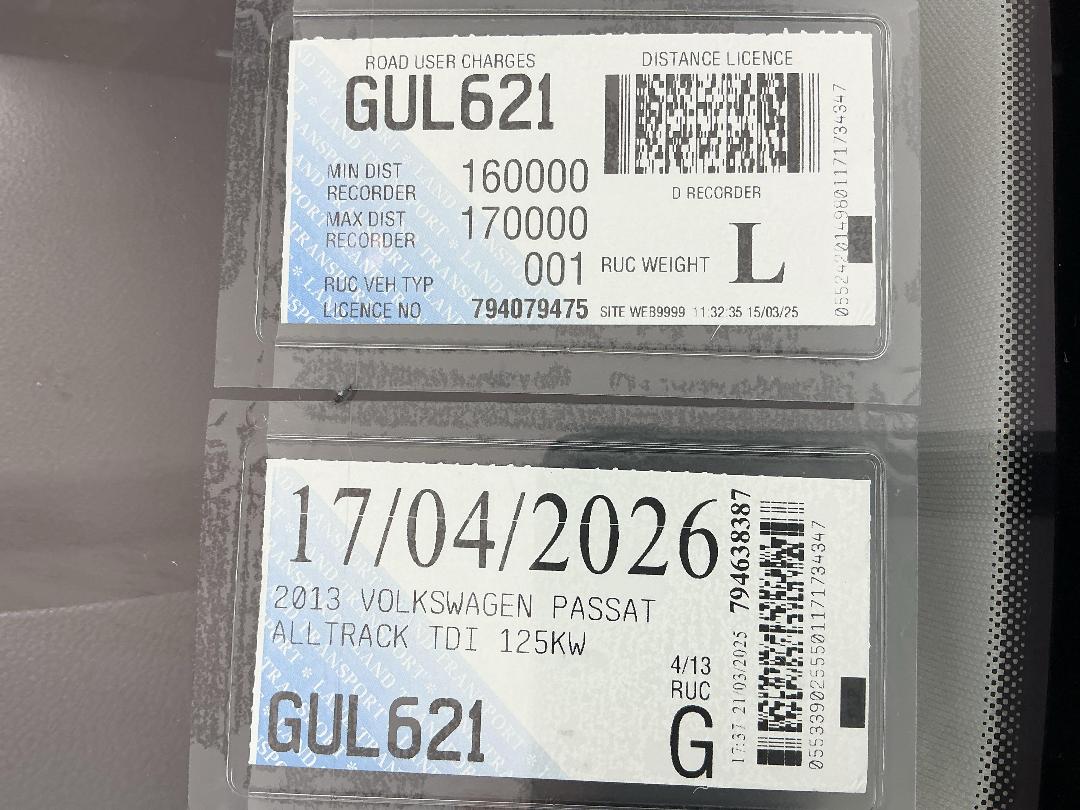 ROAD USER CHARGES
GUL621
MIN DIST RECORDER 160000
MAX DIST RECORDER 170000
RUC VEH TYP 001
LICENCE NO 794079475
DISTANCE LICENCE
D RECORDER
RUC WEIGHT L
SITE WEB9999 11:32:35 15/03/25
17/04/2026
2013 VOLKSWAGEN PASSAT
ALLTRACK TDI 125KW
GUL621
4/13
RUC
G
794638387
17:37 21/03/2025
0553390255501171734347